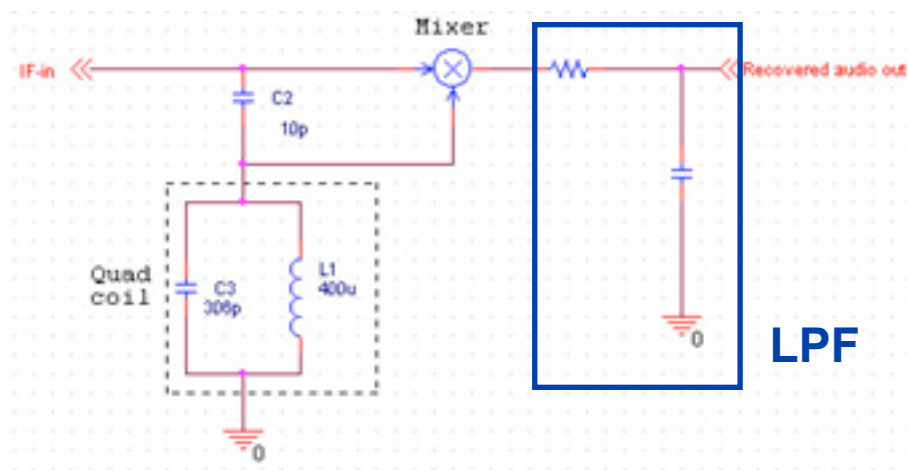 Mixer
IF-in
Recovered audio out
C2
10p
Quad
coil
C3
306p
L1
400u
0
0
LPF